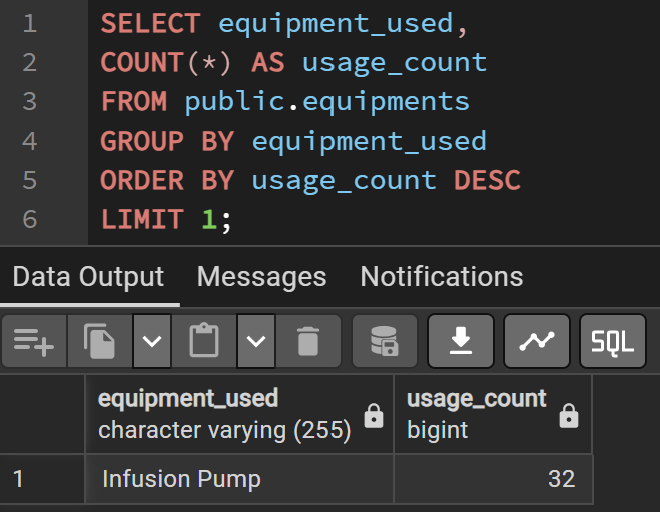 1 SELECT equipment_used,
2 COUNT(*) AS usage_count
3 FROM public.equipments
4 GROUP BY equipment_used
5 ORDER BY usage_count DESC
6 LIMIT 1;
Data Output Messages Notifications
SQL
equipment_used usage_count
character varying (255) bigint
1 Infusion Pump 32